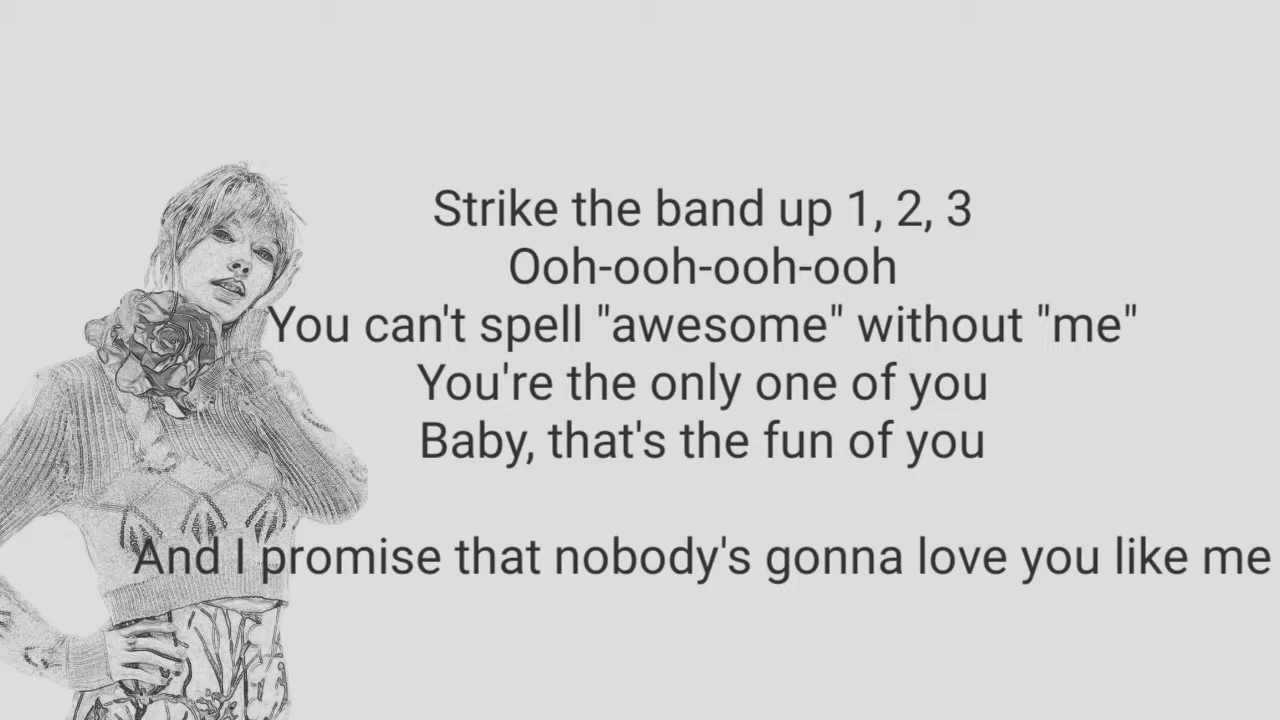 Strike the band up 1, 2, 3
Ooh-ooh-ooh-ooh
You can't spell "awesome" without "me"
You're the only one of you
Baby, that's the fun of you
And I promise that nobody's gonna love you like me